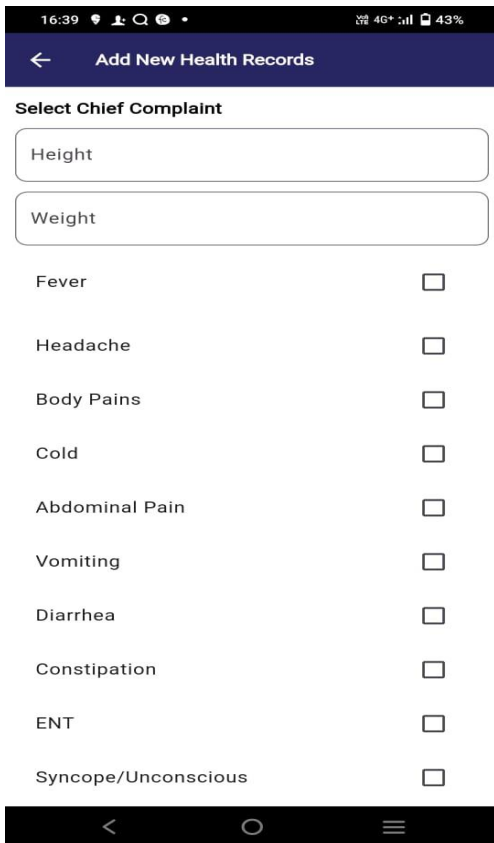 16:39 4G+ 43%
Add New Health Records
Select Chief Complaint
Height
Weight
Fever
Headache
Body Pains
Cold
Abdominal Pain
Vomiting
Diarrhea
Constipation
ENT
Syncope/Unconscious